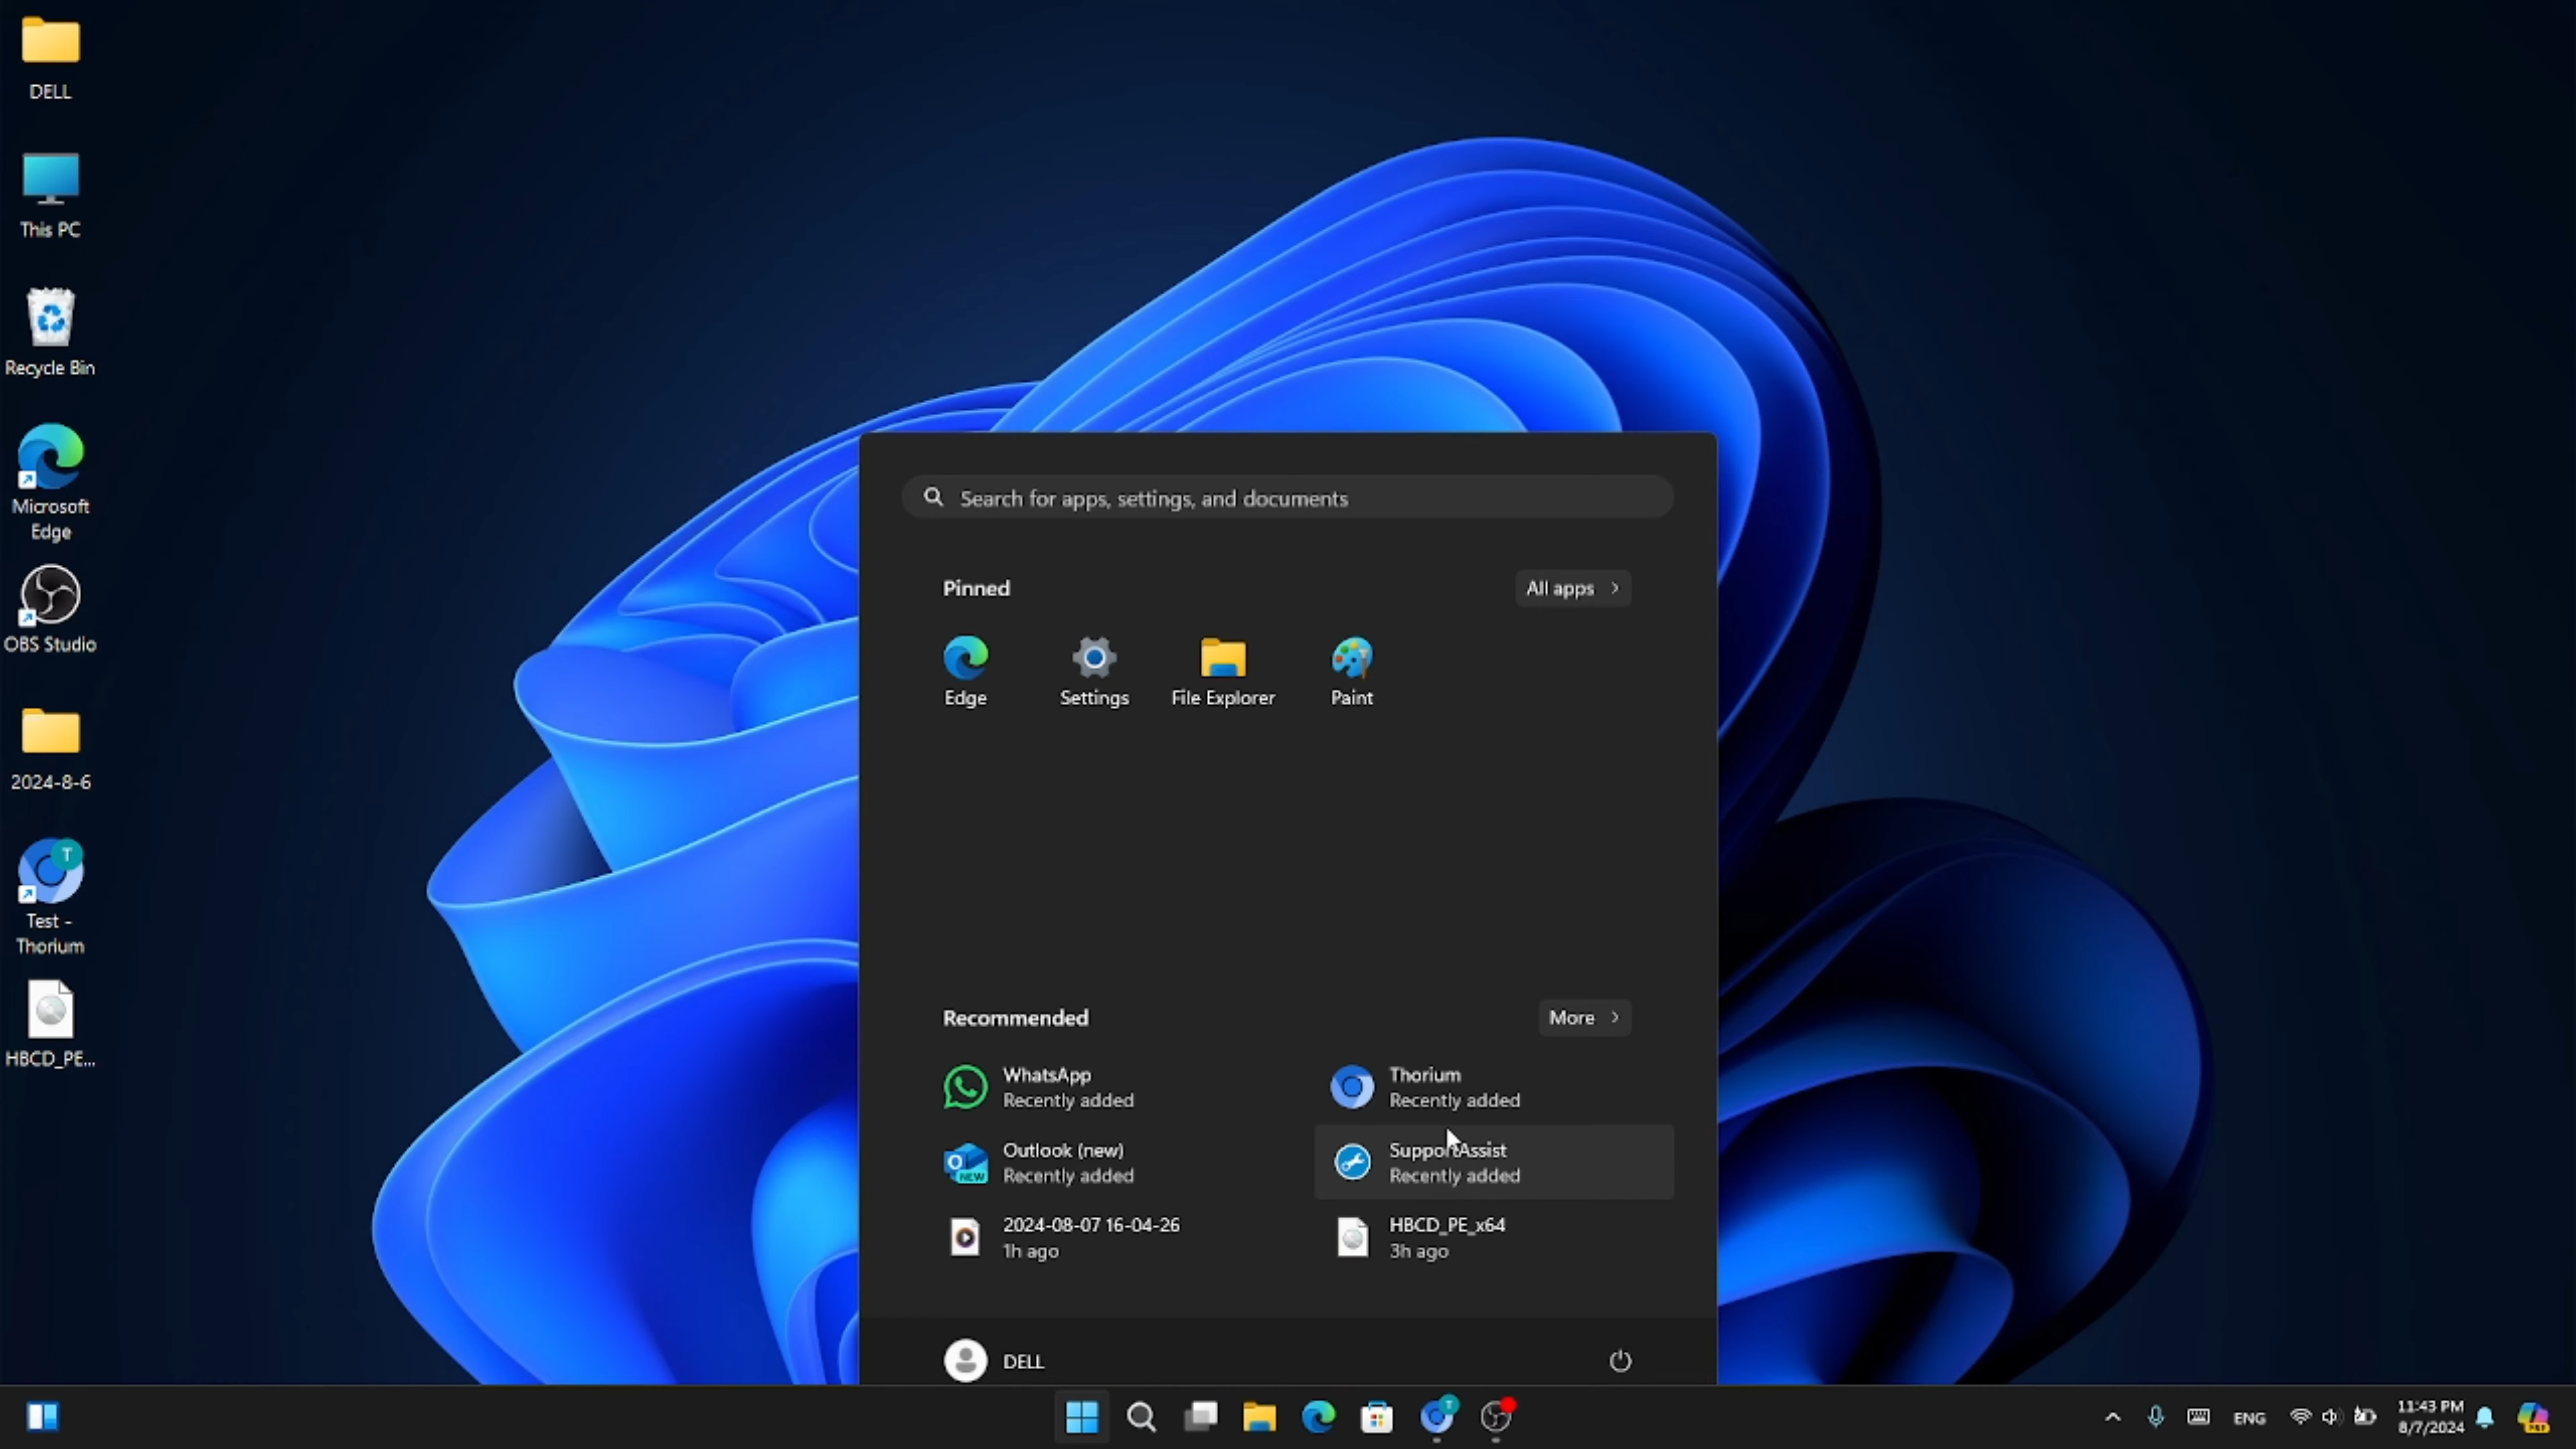 DELL
This PC
Recycle Bin
Microsoft
Edge
OBS Studio
2024-8-6
T
Test -
Thorium
HBCD_PE...
Search for apps, settings, and documents
Pinned
All apps
Edge
Settings
File Explorer
Paint
Recommended
More
WhatsApp
Recently added
Thorium
Recently added
Outlook (new)
Recently added
NEW
SupportAssist
Recently added
2024-08-07 16-04-26
1h ago
HBCD_PE_x64
3h ago
DELL
T
ENG
11:43 PM
8/7/2024